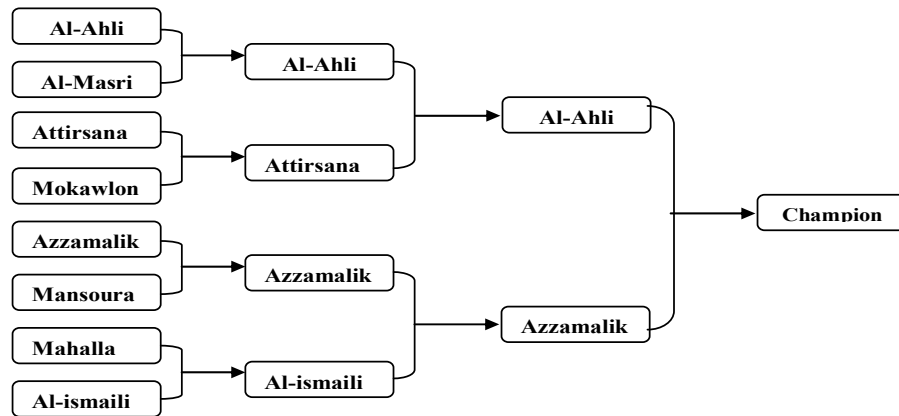 Al-Ahli
Al-Masri
Attirsana
Mokawlon
Azzamalik
Mansoura
Mahalla
Al-ismaili
Al-Ahli
Attirsana
Azzamalik
Al-ismaili
Al-Ahli
Azzamalik
Champion